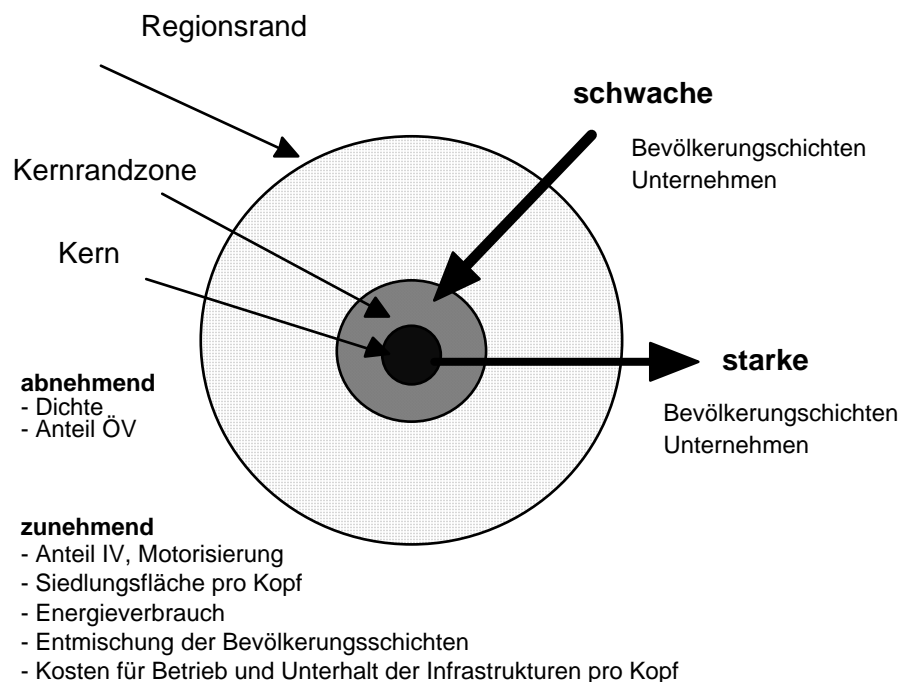 Regionsrand
schwache
Bevölkerungschichten
Unternehmen
Kernrandzone
Kern
starke
Bevölkerungschichten
Unternehmen
abnehmend
- Dichte
- Anteil ÖV
zunehmend
- Anteil IV, Motorisierung
- Siedlungsfläche pro Kopf
- Energieverbrauch
- Entmischung der Bevölkerungsschichten
- Kosten für Betrieb und Unterhalt der Infrastrukturen pro Kopf